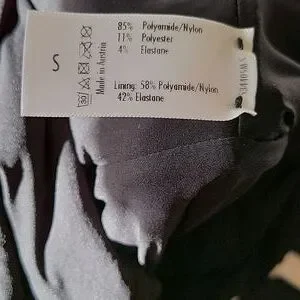 S
Made in Austria
85% Polyamide/Nylon
11% Polyester
4% Elastane
Lining: 58% Polyamide/Nylon
42% Elastane